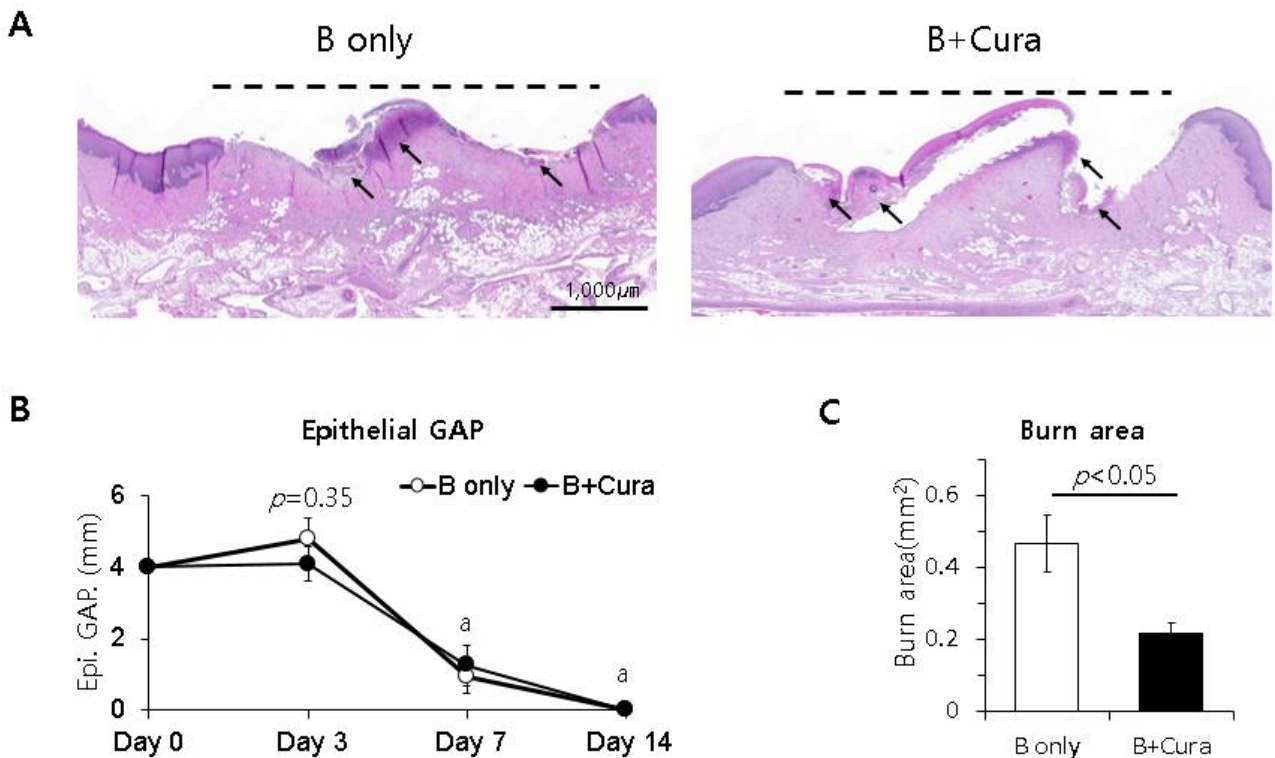 A
B only
B+Cura
1,000㎛
B
Epithelial GAP
p=0.35
B only
B+Cura
Epi. GAP. (mm)
6
4
2
0
a
a
Day 0
Day 3
Day 7
Day 14
C
Burn area
p<0.05
Burn area(mm²)
0.6
0.4
0.2
0
B only
B+Cura